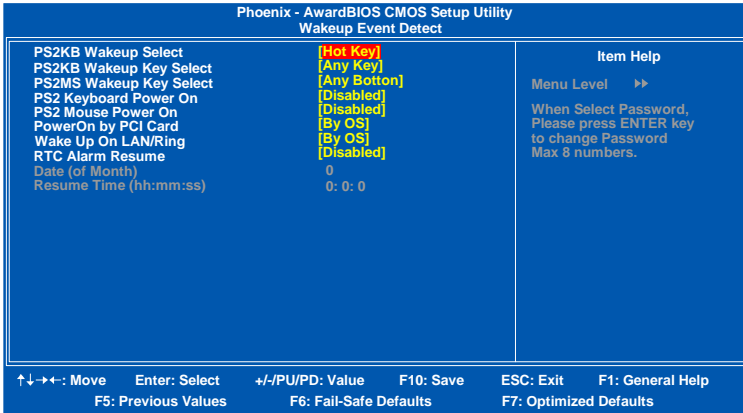 Phoenix - AwardBIOS CMOS Setup Utility
Wakeup Event Detect
PS2KB Wakeup Select [Hot Key]
PS2KB Wakeup Key Select [Any Key]
PS2MS Wakeup Key Select [Any Botton]
PS2 Keyboard Power On [Disabled]
PS2 Mouse Power On [Disabled]
PowerOn by PCI Card [By OS]
Wake Up On LAN/Ring [By OS]
RTC Alarm Resume [Disabled]
Date (of Month) 0
Resume Time (hh:mm:ss) 0: 0: 0
Item Help
Menu Level ▸▸
When Select Password,
Please press ENTER key
to change Password
Max 8 numbers.
↑↓→←: Move Enter: Select +/-/PU/PD: Value F10: Save ESC: Exit F1: General Help
F5: Previous Values F6: Fail-Safe Defaults F7: Optimized Defaults